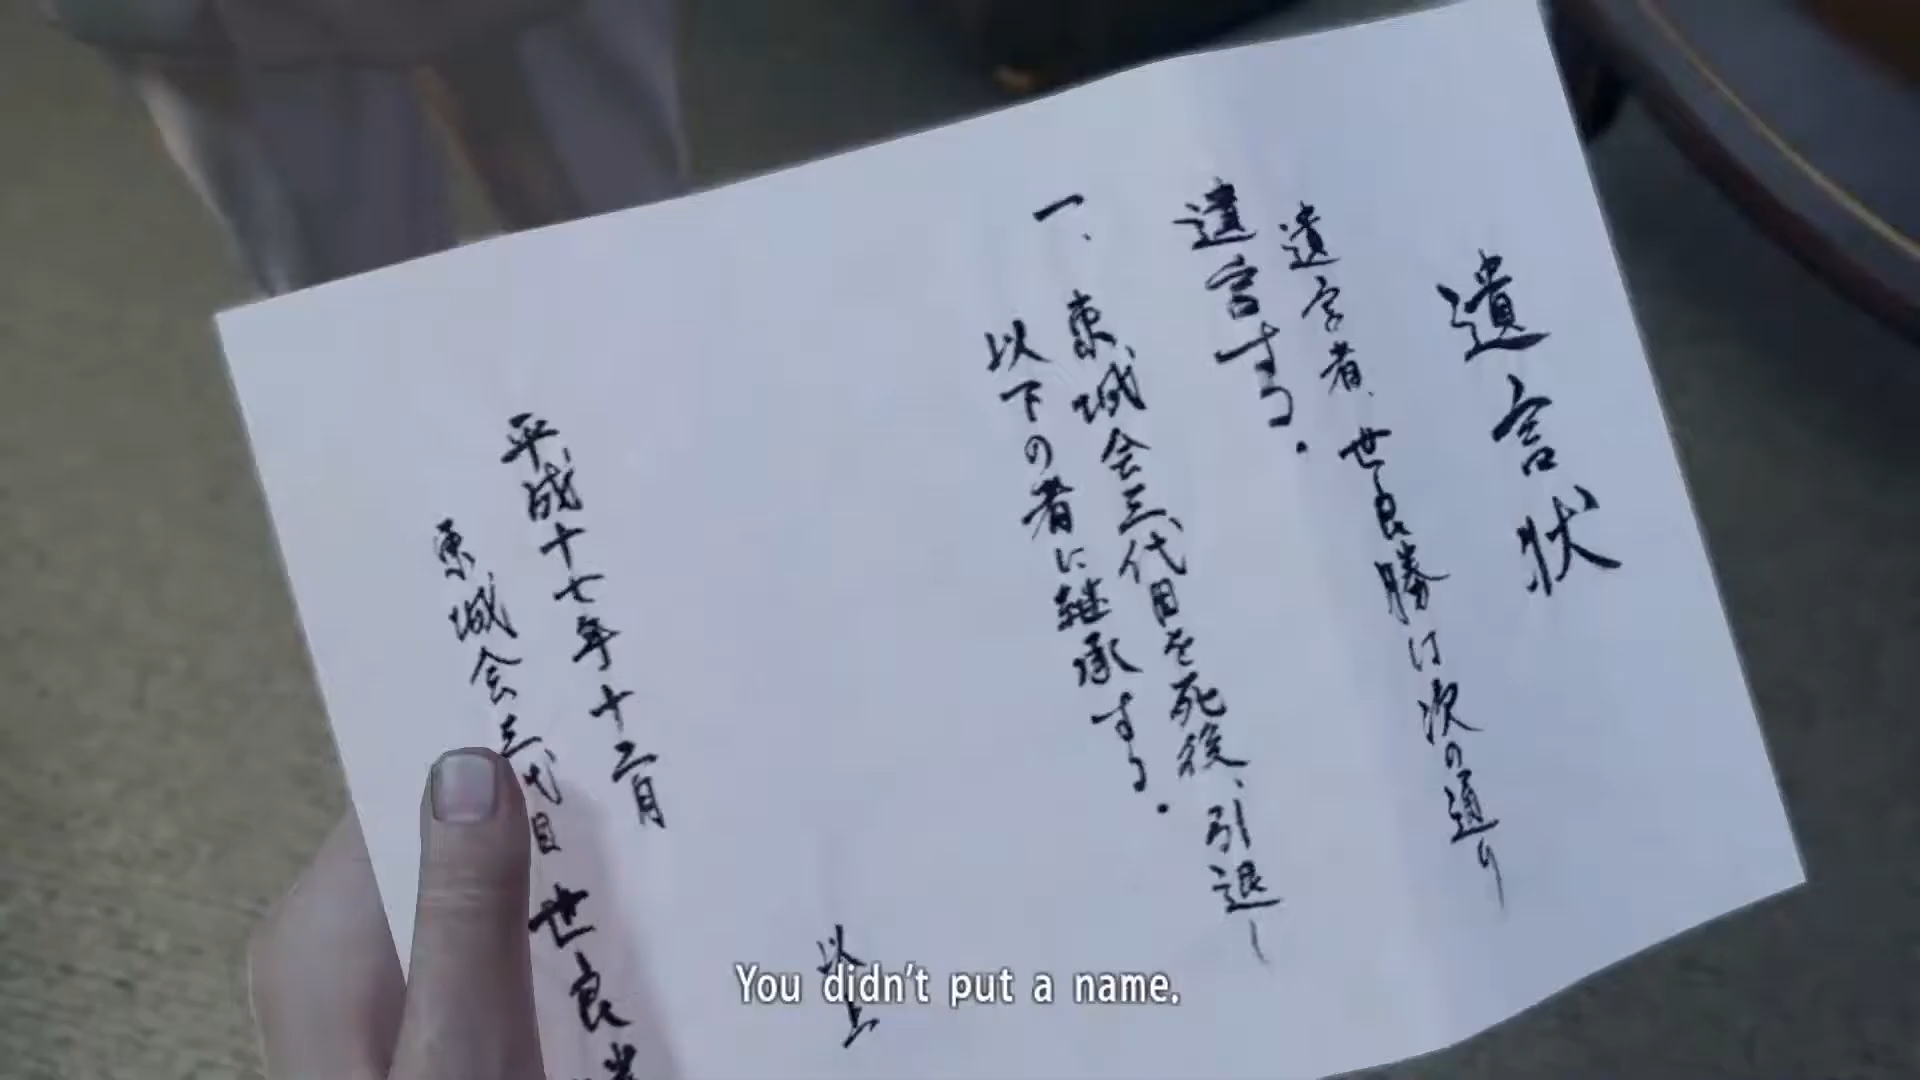 遺言状
遺言者、世良勝は次の通り
遺言する。
一、東城会三代目を死後、引退し
以下の者に継承する。
以上
平成十七年十二月
東城会三代目 世良勝
You didn't put a name.